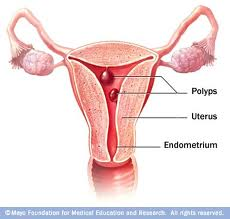 Polyps
Uterus
Endometrium
© Mayo Foundation for Medical Education and Research. All rights reserved.